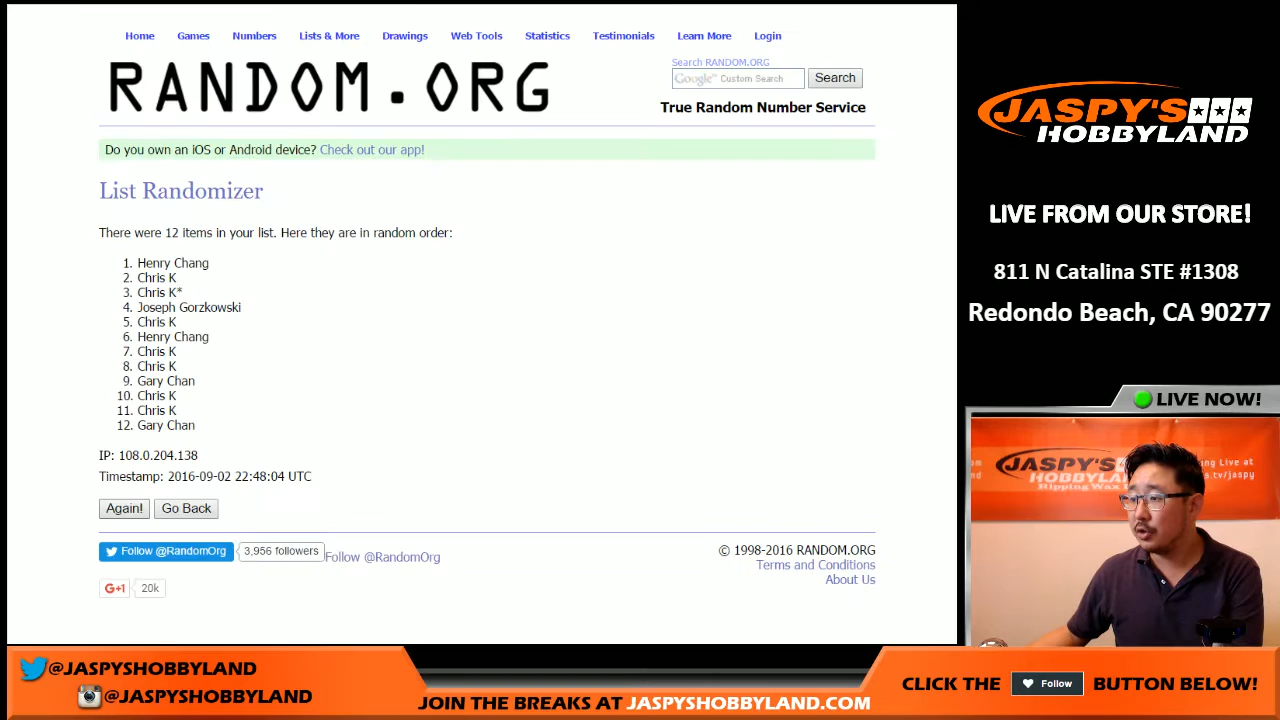 Home Games Numbers Lists & More Drawings Web Tools Statistics Testimonials Learn More Login
RANDOM.ORG
Search RANDOM.ORG
Google™ Custom Search Search
True Random Number Service
Do you own an iOS or Android device? Check out our app!
List Randomizer
There were 12 items in your list. Here they are in random order:
1. Henry Chang
2. Chris K
3. Chris K*
4. Joseph Gorzkowski
5. Chris K
6. Henry Chang
7. Chris K
8. Chris K
9. Gary Chan
10. Chris K
11. Chris K
12. Gary Chan
IP: 108.0.204.138
Timestamp: 2016-09-02 22:48:04 UTC
Again! Go Back
Follow @RandomOrg 3,956 followers Follow @RandomOrg
G+1 20k
© 1998-2016 RANDOM.ORG
Terms and Conditions
About Us
JASPY'S
HOBBYLAND
LIVE FROM OUR STORE!
811 N Catalina STE #1308
Redondo Beach, CA 90277
LIVE NOW!
JASPY'S
HOBBYLAND
@JASPYSHOBBYLAND
@JASPYSHOBBYLAND
JOIN THE BREAKS AT JASPYSHOBBYLAND.COM
CLICK THE Follow BUTTON BELOW!